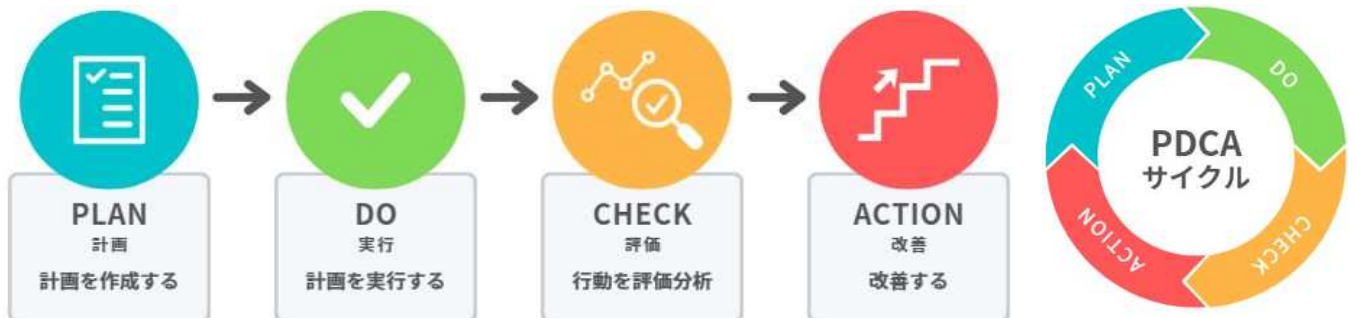 PLAN
計画
計画を作成する
DO
実行
計画を実行する
CHECK
評価
行動を評価分析
ACTION
改善
改善する
PLAN
DO
PDCA
サイクル
ACTION
CHECK